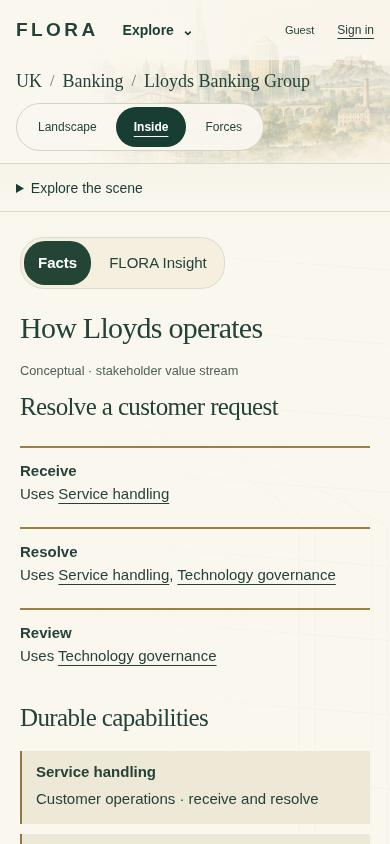 FLORA Explore Guest Sign in
UK / Banking / Lloyds Banking Group
Landscape Inside Forces
Explore the scene
Facts FLORA Insight
How Lloyds operates
Conceptual · stakeholder value stream
Resolve a customer request
Receive
Uses Service handling
Resolve
Uses Service handling, Technology governance
Review
Uses Technology governance
Durable capabilities
Service handling
Customer operations · receive and resolve